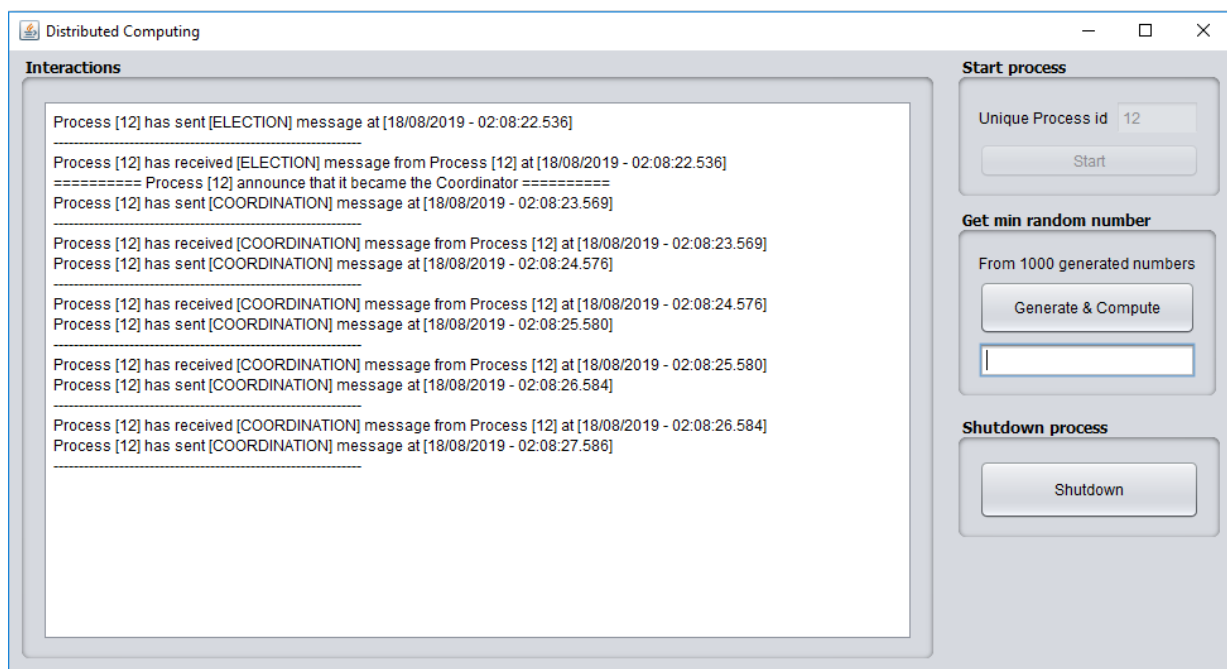 Distributed Computing
Interactions
Process [12] has sent [ELECTION] message at [18/08/2019 - 02:08:22.536]
--------------------------------------------------------------
Process [12] has received [ELECTION] message from Process [12] at [18/08/2019 - 02:08:22.536]
========== Process [12] announce that it became the Coordinator ==========
Process [12] has sent [COORDINATION] message at [18/08/2019 - 02:08:23.569]
--------------------------------------------------------------
Process [12] has received [COORDINATION] message from Process [12] at [18/08/2019 - 02:08:23.569]
Process [12] has sent [COORDINATION] message at [18/08/2019 - 02:08:24.576]
--------------------------------------------------------------
Process [12] has received [COORDINATION] message from Process [12] at [18/08/2019 - 02:08:24.576]
Process [12] has sent [COORDINATION] message at [18/08/2019 - 02:08:25.580]
--------------------------------------------------------------
Process [12] has received [COORDINATION] message from Process [12] at [18/08/2019 - 02:08:25.580]
Process [12] has sent [COORDINATION] message at [18/08/2019 - 02:08:26.584]
--------------------------------------------------------------
Process [12] has received [COORDINATION] message from Process [12] at [18/08/2019 - 02:08:26.584]
Process [12] has sent [COORDINATION] message at [18/08/2019 - 02:08:27.586]
--------------------------------------------------------------
Start process
Unique Process id 12
Start
Get min random number
From 1000 generated numbers
Generate & Compute
Shutdown process
Shutdown